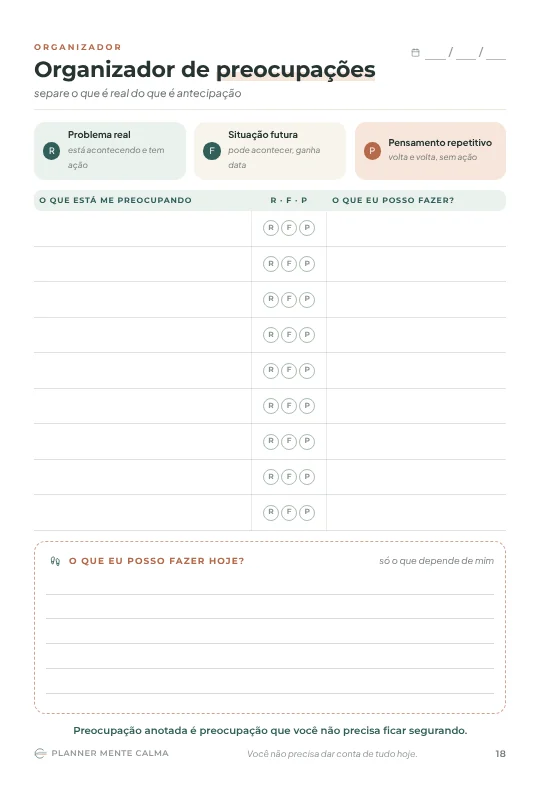 ORGANIZADOR
Organizador de preocupações
___ / ___ / ___
separe o que é real do que é antecipação
R
Problema real
está acontecendo e tem
ação
F
Situação futura
pode acontecer, ganha
data
P
Pensamento repetitivo
volta e volta, sem ação
O QUE ESTÁ ME PREOCUPANDO
R · F · P
O QUE EU POSSO FAZER?
R F P
R F P
R F P
R F P
R F P
R F P
R F P
R F P
R F P
O QUE EU POSSO FAZER HOJE?
só o que depende de mim
Preocupação anotada é preocupação que você não precisa ficar segurando.
PLANNER MENTE CALMA
Você não precisa dar conta de tudo hoje.
18